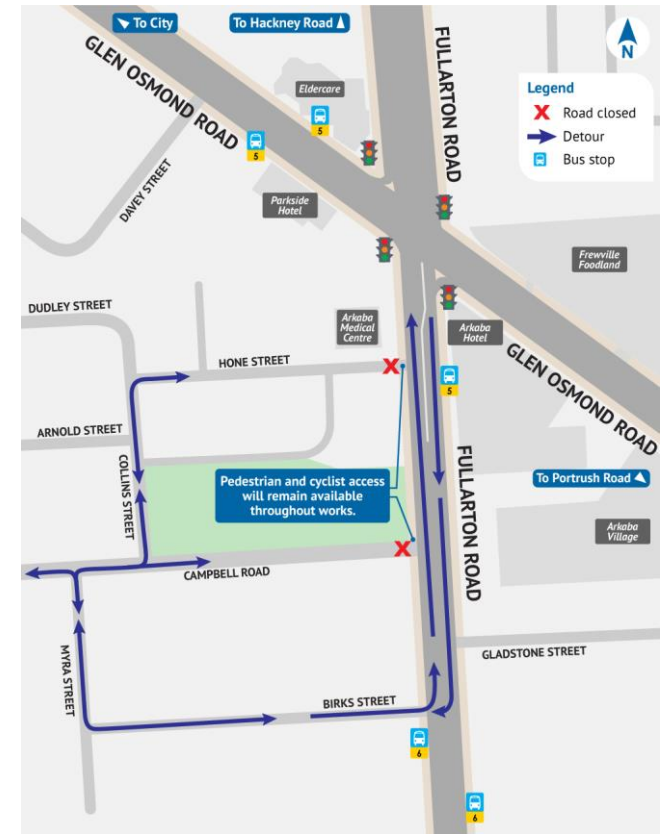 To City
To Hackney Road
N
GLEN OSMOND ROAD
FULLARTON ROAD
Legend
Road closed
Detour
Bus stop
Eldercare
5
5
DAVEY STREET
Parkside
Hotel
Frewville
Foodland
DUDLEY STREET
Arkaba
Medical
Centre
Arkaba
Hotel
GLEN OSMOND ROAD
HONE STREET
5
ARNOLD STREET
COLLINS STREET
FULLARTON ROAD
Pedestrian and cyclist access
will remain available
throughout works.
To Portrush Road
Arkaba
Village
CAMPBELL ROAD
MYRA STREET
GLADSTONE STREET
BIRKS STREET
6
6